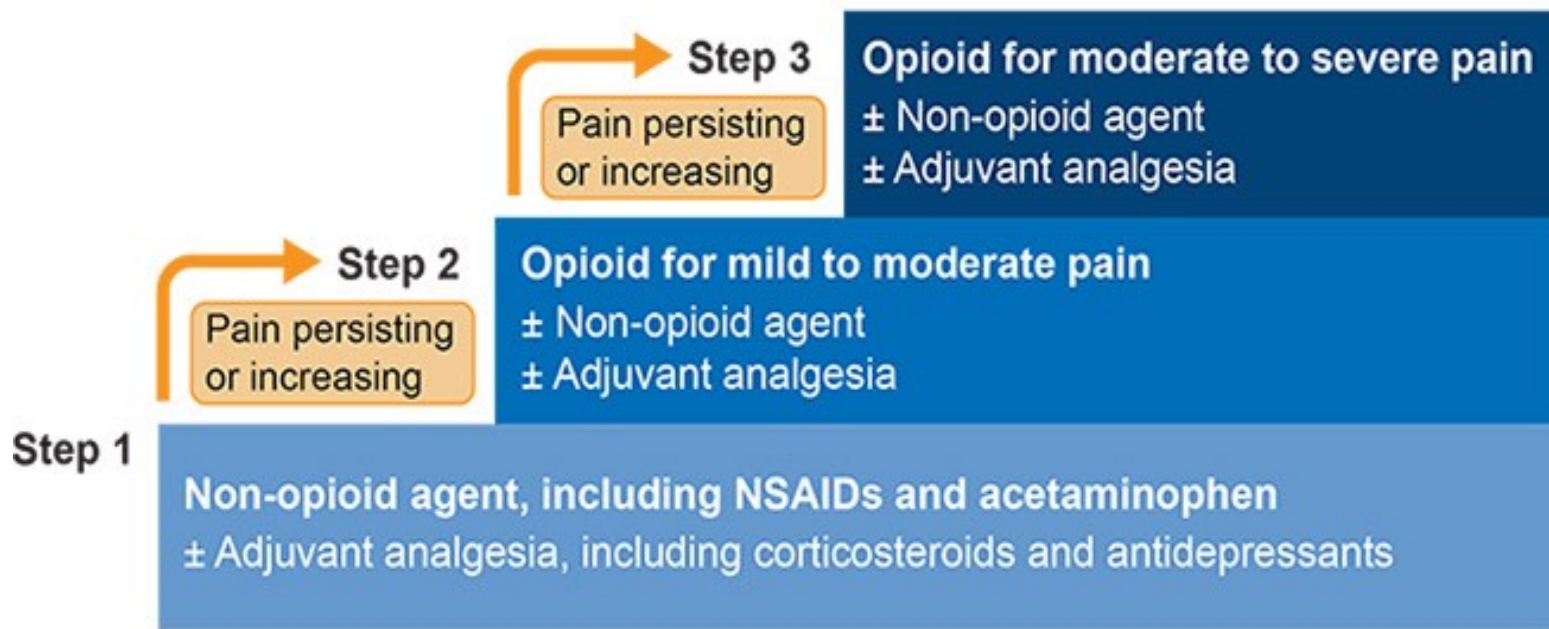 Step 3
Opioid for moderate to severe pain
± Non-opioid agent
± Adjuvant analgesia
Pain persisting
or increasing
Step 2
Opioid for mild to moderate pain
± Non-opioid agent
± Adjuvant analgesia
Pain persisting
or increasing
Step 1
Non-opioid agent, including NSAIDs and acetaminophen
± Adjuvant analgesia, including corticosteroids and antidepressants